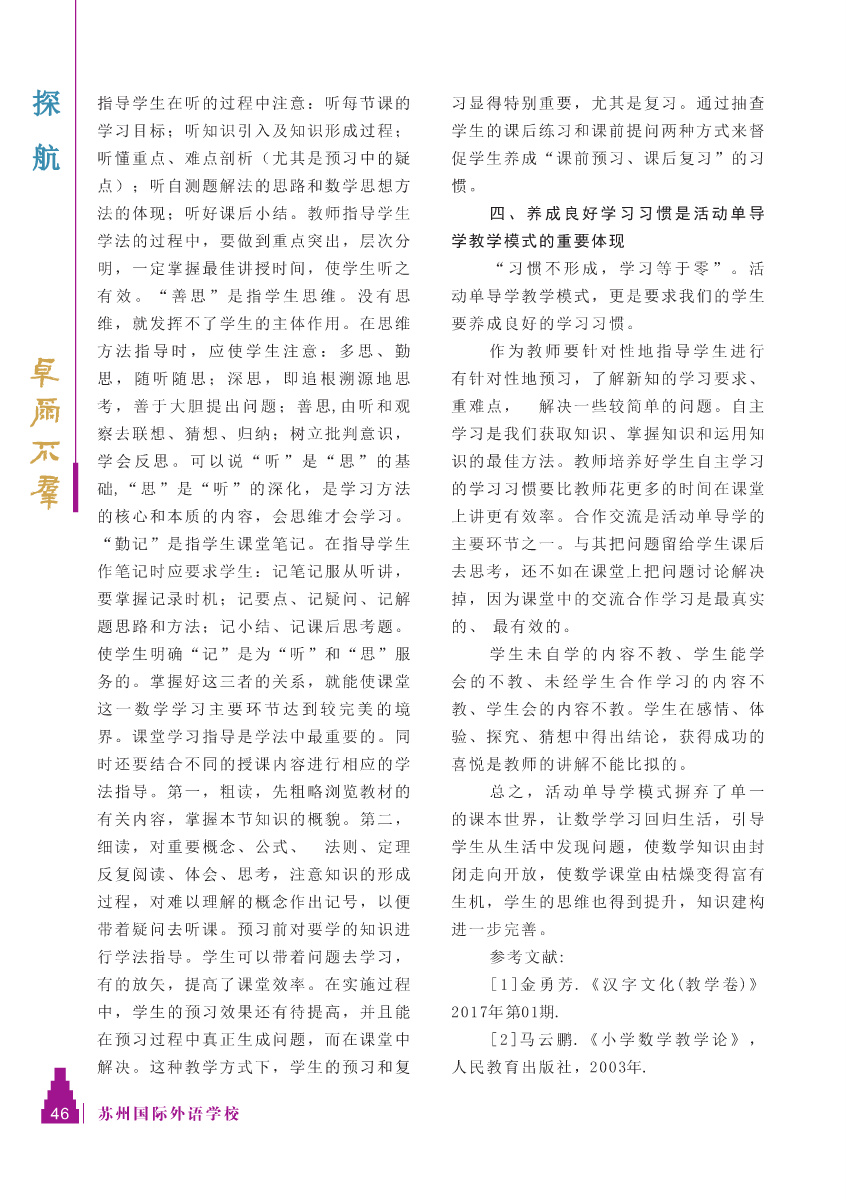 探
航
卓
尔
不
群
指导学生在听的过程中注意：听每节课的
学习目标；听知识引入及知识形成过程；
听懂重点、难点剖析（尤其是预习中的疑
点）；听自测题解法的思路和数学思想方
法的体现；听好课后小结。教师指导学生
学法的过程中，要做到重点突出，层次分
明，一定掌握最佳讲授时间，使学生听之
有效。“善思”是指学生思维。没有思
维，就发挥不了学生的主体作用。在思维
方法指导时，应使学生注意：多思、勤
思，随听随思；深思，即追根溯源地思
考，善于大胆提出问题；善思,由听和观
察去联想、猜想、归纳；树立批判意识，
学会反思。可以说“听”是“思”的基
础,“思”是“听”的深化，是学习方法
的核心和本质的内容，会思维才会学习。
“勤记”是指学生课堂笔记。在指导学生
作笔记时应要求学生：记笔记服从听讲，
要掌握记录时机；记要点、记疑问、记解
题思路和方法；记小结、记课后思考题。
使学生明确“记”是为“听”和“思”服
务的。掌握好这三者的关系，就能使课堂
这一数学学习主要环节达到较完美的境
界。课堂学习指导是学法中最重要的。同
时还要结合不同的授课内容进行相应的学
法指导。第一，粗读，先粗略浏览教材的
有关内容，掌握本节知识的概貌。第二，
细读，对重要概念、公式、　法则、定理
反复阅读、体会、思考，注意知识的形成
过程，对难以理解的概念作出记号，以便
带着疑问去听课。预习前对要学的知识进
行学法指导。学生可以带着问题去学习，
有的放矢，提高了课堂效率。在实施过程
中，学生的预习效果还有待提高，并且能
在预习过程中真正生成问题，而在课堂中
解决。这种教学方式下，学生的预习和复
习显得特别重要，尤其是复习。通过抽查
学生的课后练习和课前提问两种方式来督
促学生养成“课前预习、课后复习”的习
惯。
四、养成良好学习习惯是活动单导
学教学模式的重要体现
“习惯不形成，学习等于零”。活
动单导学教学模式，更是要求我们的学生
要养成良好的学习习惯。
作为教师要针对性地指导学生进行
有针对性地预习，了解新知的学习要求、
重难点，　解决一些较简单的问题。自主
学习是我们获取知识、掌握知识和运用知
识的最佳方法。教师培养好学生自主学习
的学习习惯要比教师花更多的时间在课堂
上讲更有效率。合作交流是活动单导学的
主要环节之一。与其把问题留给学生课后
去思考，还不如在课堂上把问题讨论解决
掉，因为课堂中的交流合作学习是最真实
的、 最有效的。
学生未自学的内容不教、学生能学
会的不教、未经学生合作学习的内容不
教、学生会的内容不教。学生在感情、体
验、探究、猜想中得出结论，获得成功的
喜悦是教师的讲解不能比拟的。
总之，活动单导学模式摒弃了单一
的课本世界，让数学学习回归生活，引导
学生从生活中发现问题，使数学知识由封
闭走向开放，使数学课堂由枯燥变得富有
生机，学生的思维也得到提升，知识建构
进一步完善。
参考文献：
[1]金勇芳.《汉字文化(教学卷)》
2017年第01期.
[2]马云鹏.《小学数学教学论》，
人民教育出版社，2003年.
46
苏州国际外语学校